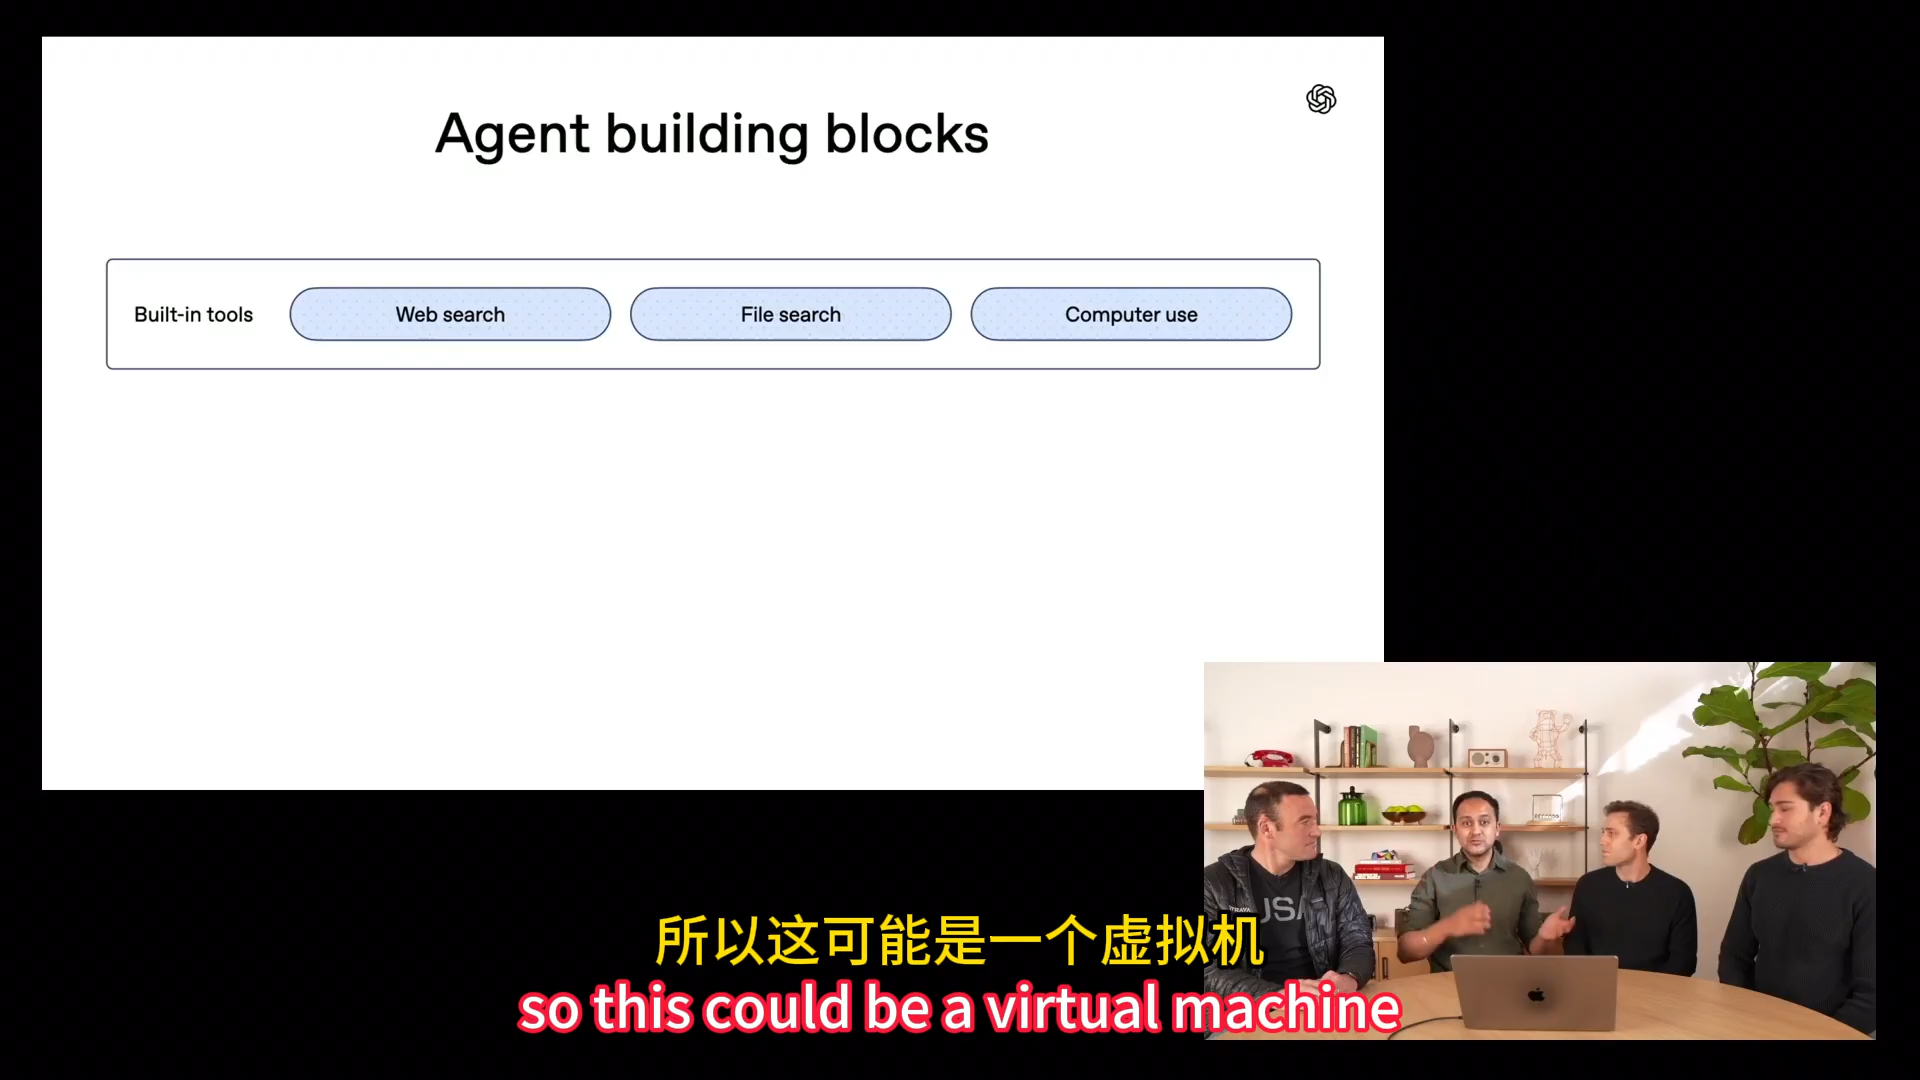 Agent building blocks
Built-in tools
Web search
File search
Computer use
USA
所以这可能是一个虚拟机
so this could be a virtual machine